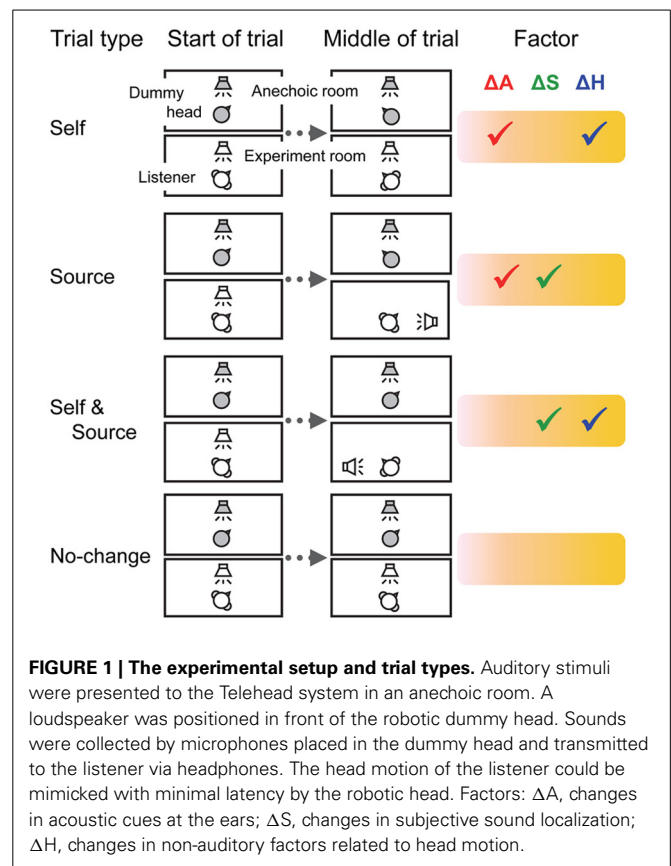 Trial type Start of trial Middle of trial Factor
ΔA ΔS ΔH
Dummy head Anechoic room
Self ✓ ✓
Experiment room
Listener
Source ✓ ✓
Self &
Source ✓ ✓
No-change
FIGURE 1 | The experimental setup and trial types. Auditory stimuli
were presented to the Telehead system in an anechoic room. A
loudspeaker was positioned in front of the robotic dummy head. Sounds
were collected by microphones placed in the dummy head and transmitted
to the listener via headphones. The head motion of the listener could be
mimicked with minimal latency by the robotic head. Factors: ΔA, changes
in acoustic cues at the ears; ΔS, changes in subjective sound localization;
ΔH, changes in non-auditory factors related to head motion.